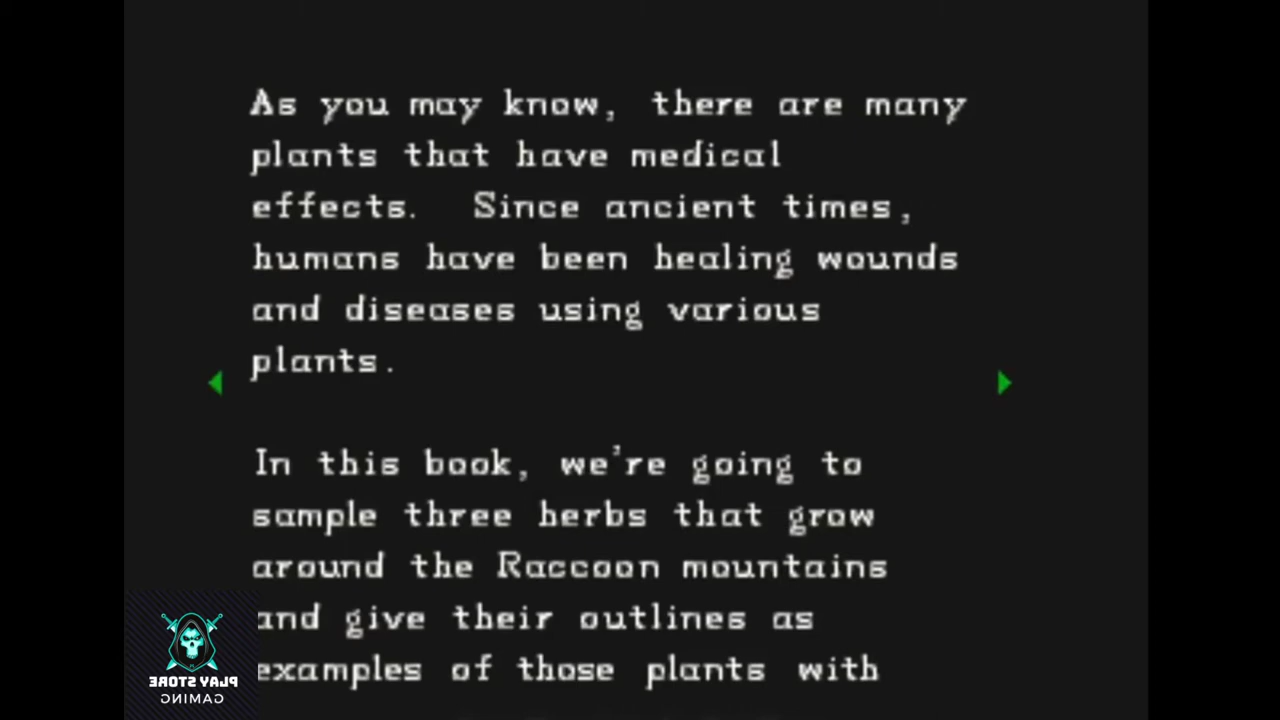 As you may know, there are many
plants that have medical
effects. Since ancient times,
humans have been healing wounds
and diseases using various
plants.
In this book, we're going to
sample three herbs that grow
around the Raccoon mountains
and give their outlines as
examples of those plants with
PLAY STORE
GAMING